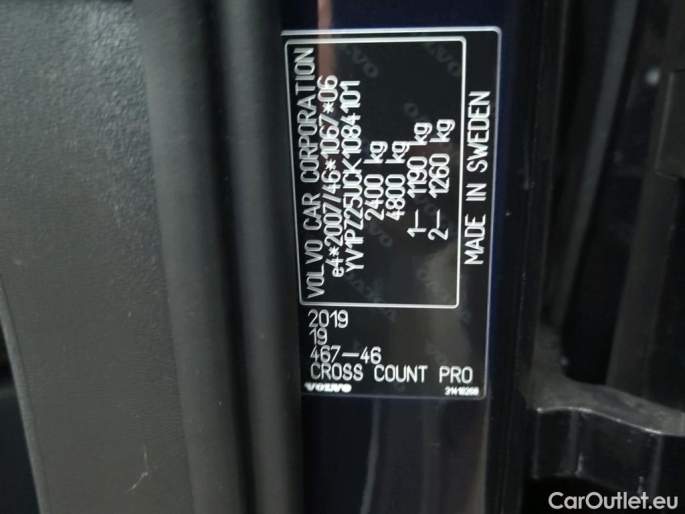 VOLVO CAR CORPORATION
e4*2007/46*1067*06
YV1PZ25UCK1084101
2400 kg
4800 kg
1– 1190 kg
2– 1260 kg
MADE IN SWEDEN
2019
19
467–46
CROSS COUNT PRO
VOLVO
CarOutlet.eu